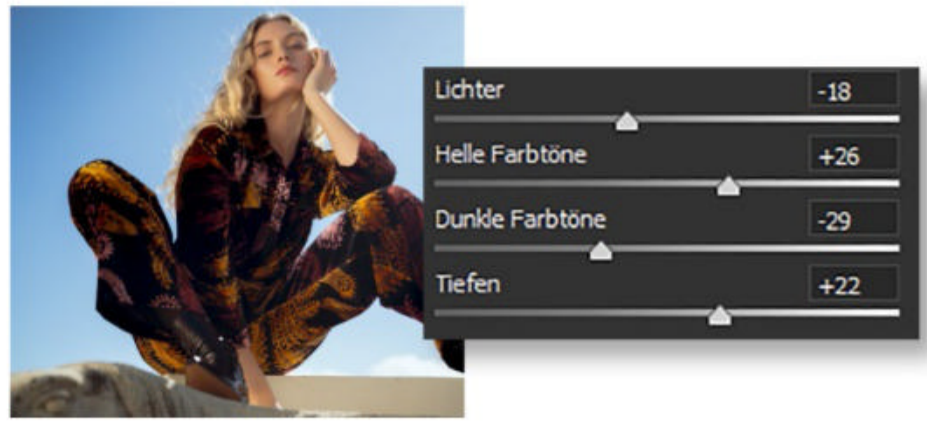 Lichter -18
Helle Farbtöne +26
Dunkle Farbtöne -29
Tiefen +22